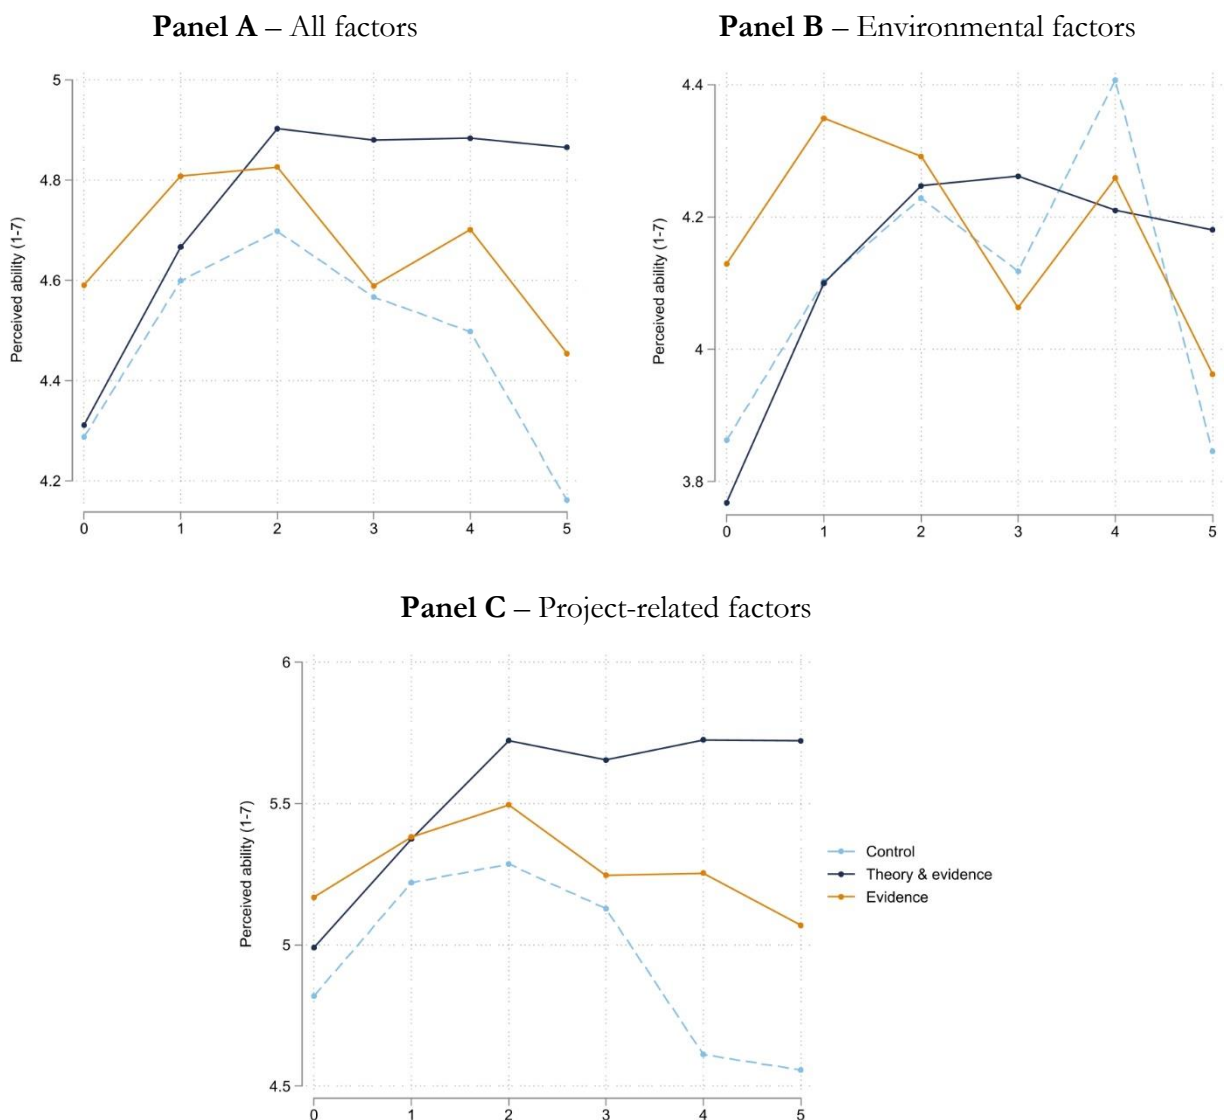 Panel A – All factors
Perceived ability (1-7)
5
4.8
4.6
4.4
4.2
0 1 2 3 4 5
Panel B – Environmental factors
Perceived ability (1-7)
4.4
4.2
4
3.8
0 1 2 3 4 5
Panel C – Project-related factors
Perceived ability (1-7)
6
5.5
5
4.5
0 1 2 3 4 5
Control
Theory & evidence
Evidence